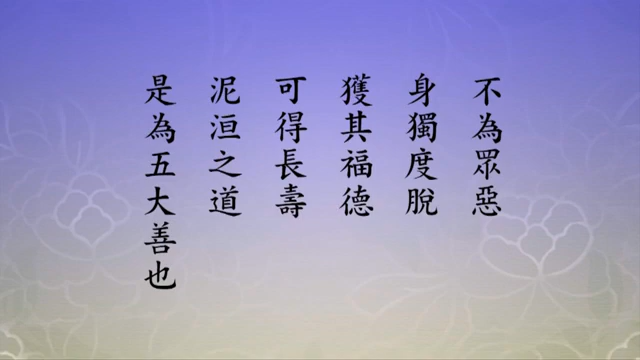 不為眾惡
身獨度脫
獲其福德
可得長壽
泥洹之道
是為五大善也